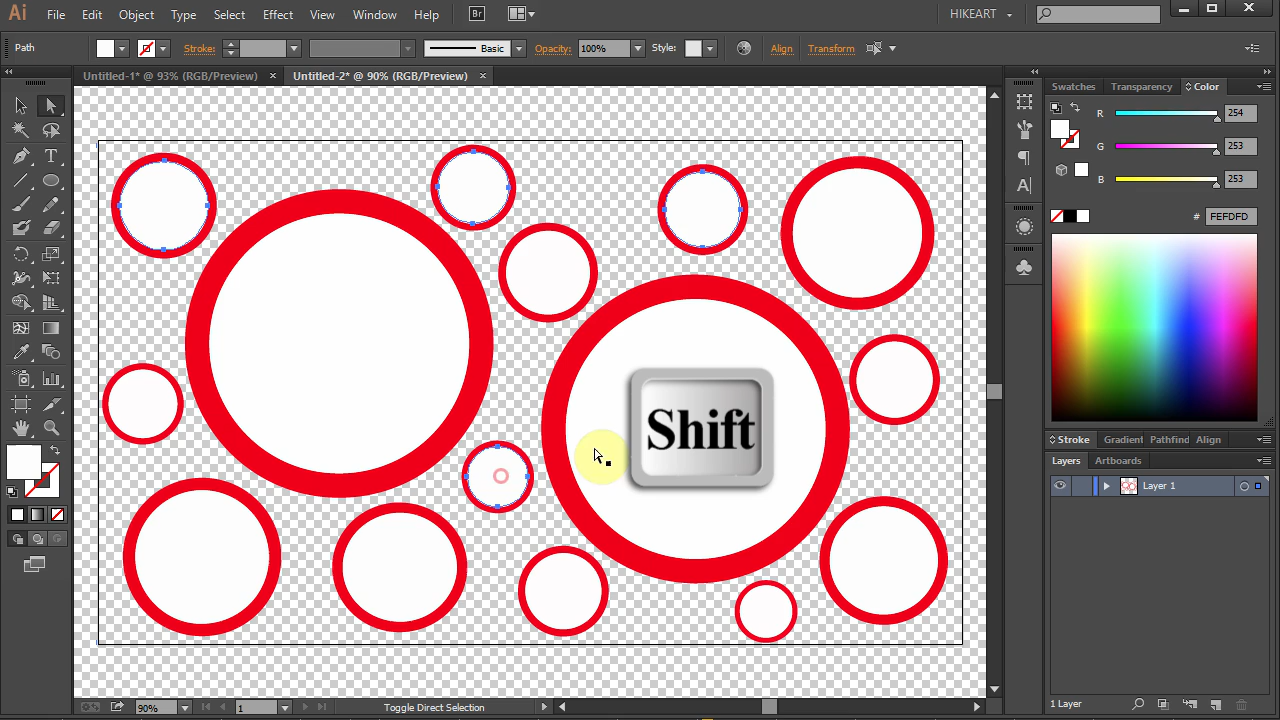 Ai File Edit Object Type Select Effect View Window Help Br HIKEART
Path Stroke: Basic Opacity: 100% Style: Align Transform
Untitled-1* @ 93% (RGB/Preview) × Untitled-2* @ 90% (RGB/Preview) ×
Swatches Transparency Color
R 254
G 253
B 253
# FEFDFD
Shift
Stroke Gradient Pathfind Align
Layers Artboards
Layer 1
1 Layer
90% 1 Toggle Direct Selection